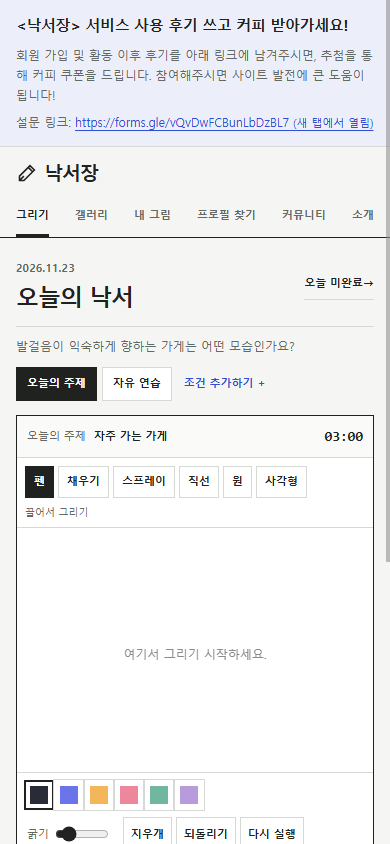 <낙서장> 서비스 사용 후기 쓰고 커피 받아가세요!
회원 가입 및 활동 이후 후기를 아래 링크에 남겨주시면, 추첨을 통
해 커피 쿠폰을 드립니다. 참여해주시면 사이트 발전에 큰 도움이
됩니다!
설문 링크: https://forms.gle/vQvDwFCBunLbDzBL7 (새 탭에서 열림)
낙서장
그리기 갤러리 내 그림 프로필 찾기 커뮤니티 소개
2026.11.23
오늘의 낙서
오늘 미완료→
발걸음이 익숙하게 향하는 가게는 어떤 모습인가요?
오늘의 주제 자유 연습 조건 추가하기 +
오늘의 주제 자주 가는 가게 03:00
펜 채우기 스프레이 직선 원 사각형
끌어서 그리기
여기서 그리기 시작하세요.
굵기 지우개 되돌리기 다시 실행